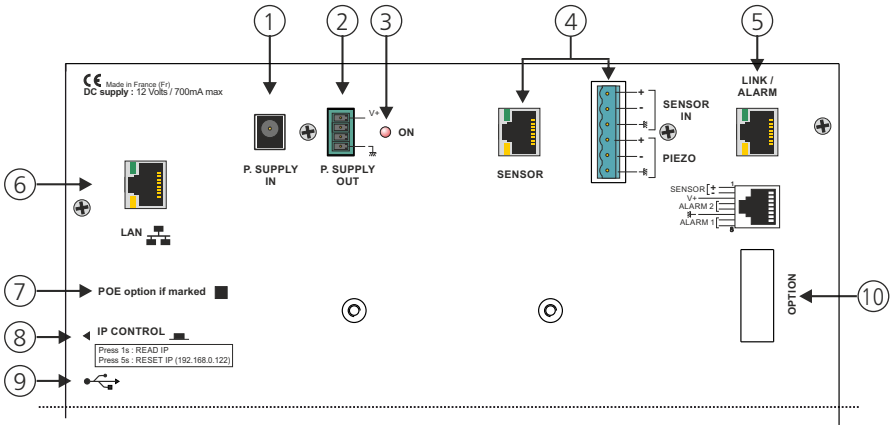 1
2
3
4
5
CE Made in France (Fr)
DC supply : 12 Volts / 700mA max
LINK /
ALARM
V+
ON
+
-
+
-
SENSOR
IN
PIEZO
P. SUPPLY
IN
P. SUPPLY
OUT
SENSOR
6
LAN
SENSOR + 1
-
V+
ALARM 2
ALARM 1
8
7
POE option if marked
OPTION
10
8
IP CONTROL
Press 1s : READ IP
Press 5s : RESET IP (192.168.0.122)
9